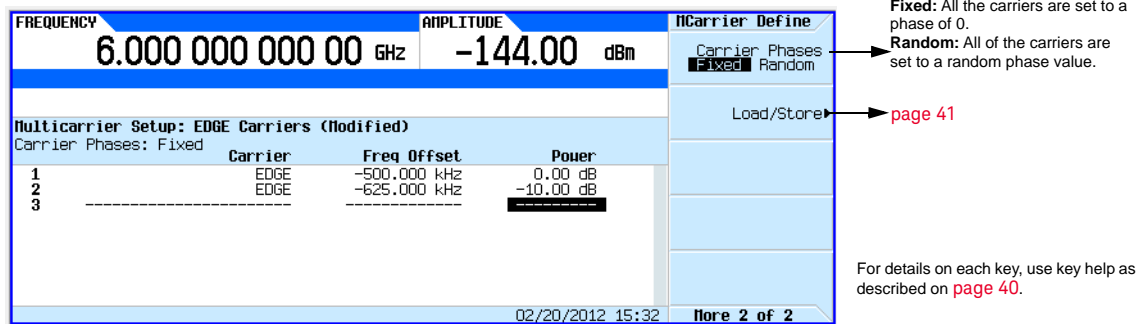 FREQUENCY AMPLITUDE
6.000 000 000 00 GHz -144.00 dBm
Multicarrier Setup: EDGE Carriers (Modified)
Carrier Phases: Fixed
Carrier Freq Offset Power
1 EDGE -500.000 kHz 0.00 dB
2 EDGE -625.000 kHz -10.00 dB
3 ----------------------- ------------- ---------
02/20/2012 15:32
MCarrier Define
Carrier Phases
Fixed Random
Load/Store
More 2 of 2
Fixed: All the carriers are set to a
phase of 0.
Random: All of the carriers are
set to a random phase value.
page 41
For details on each key, use key help as
described on page 40.